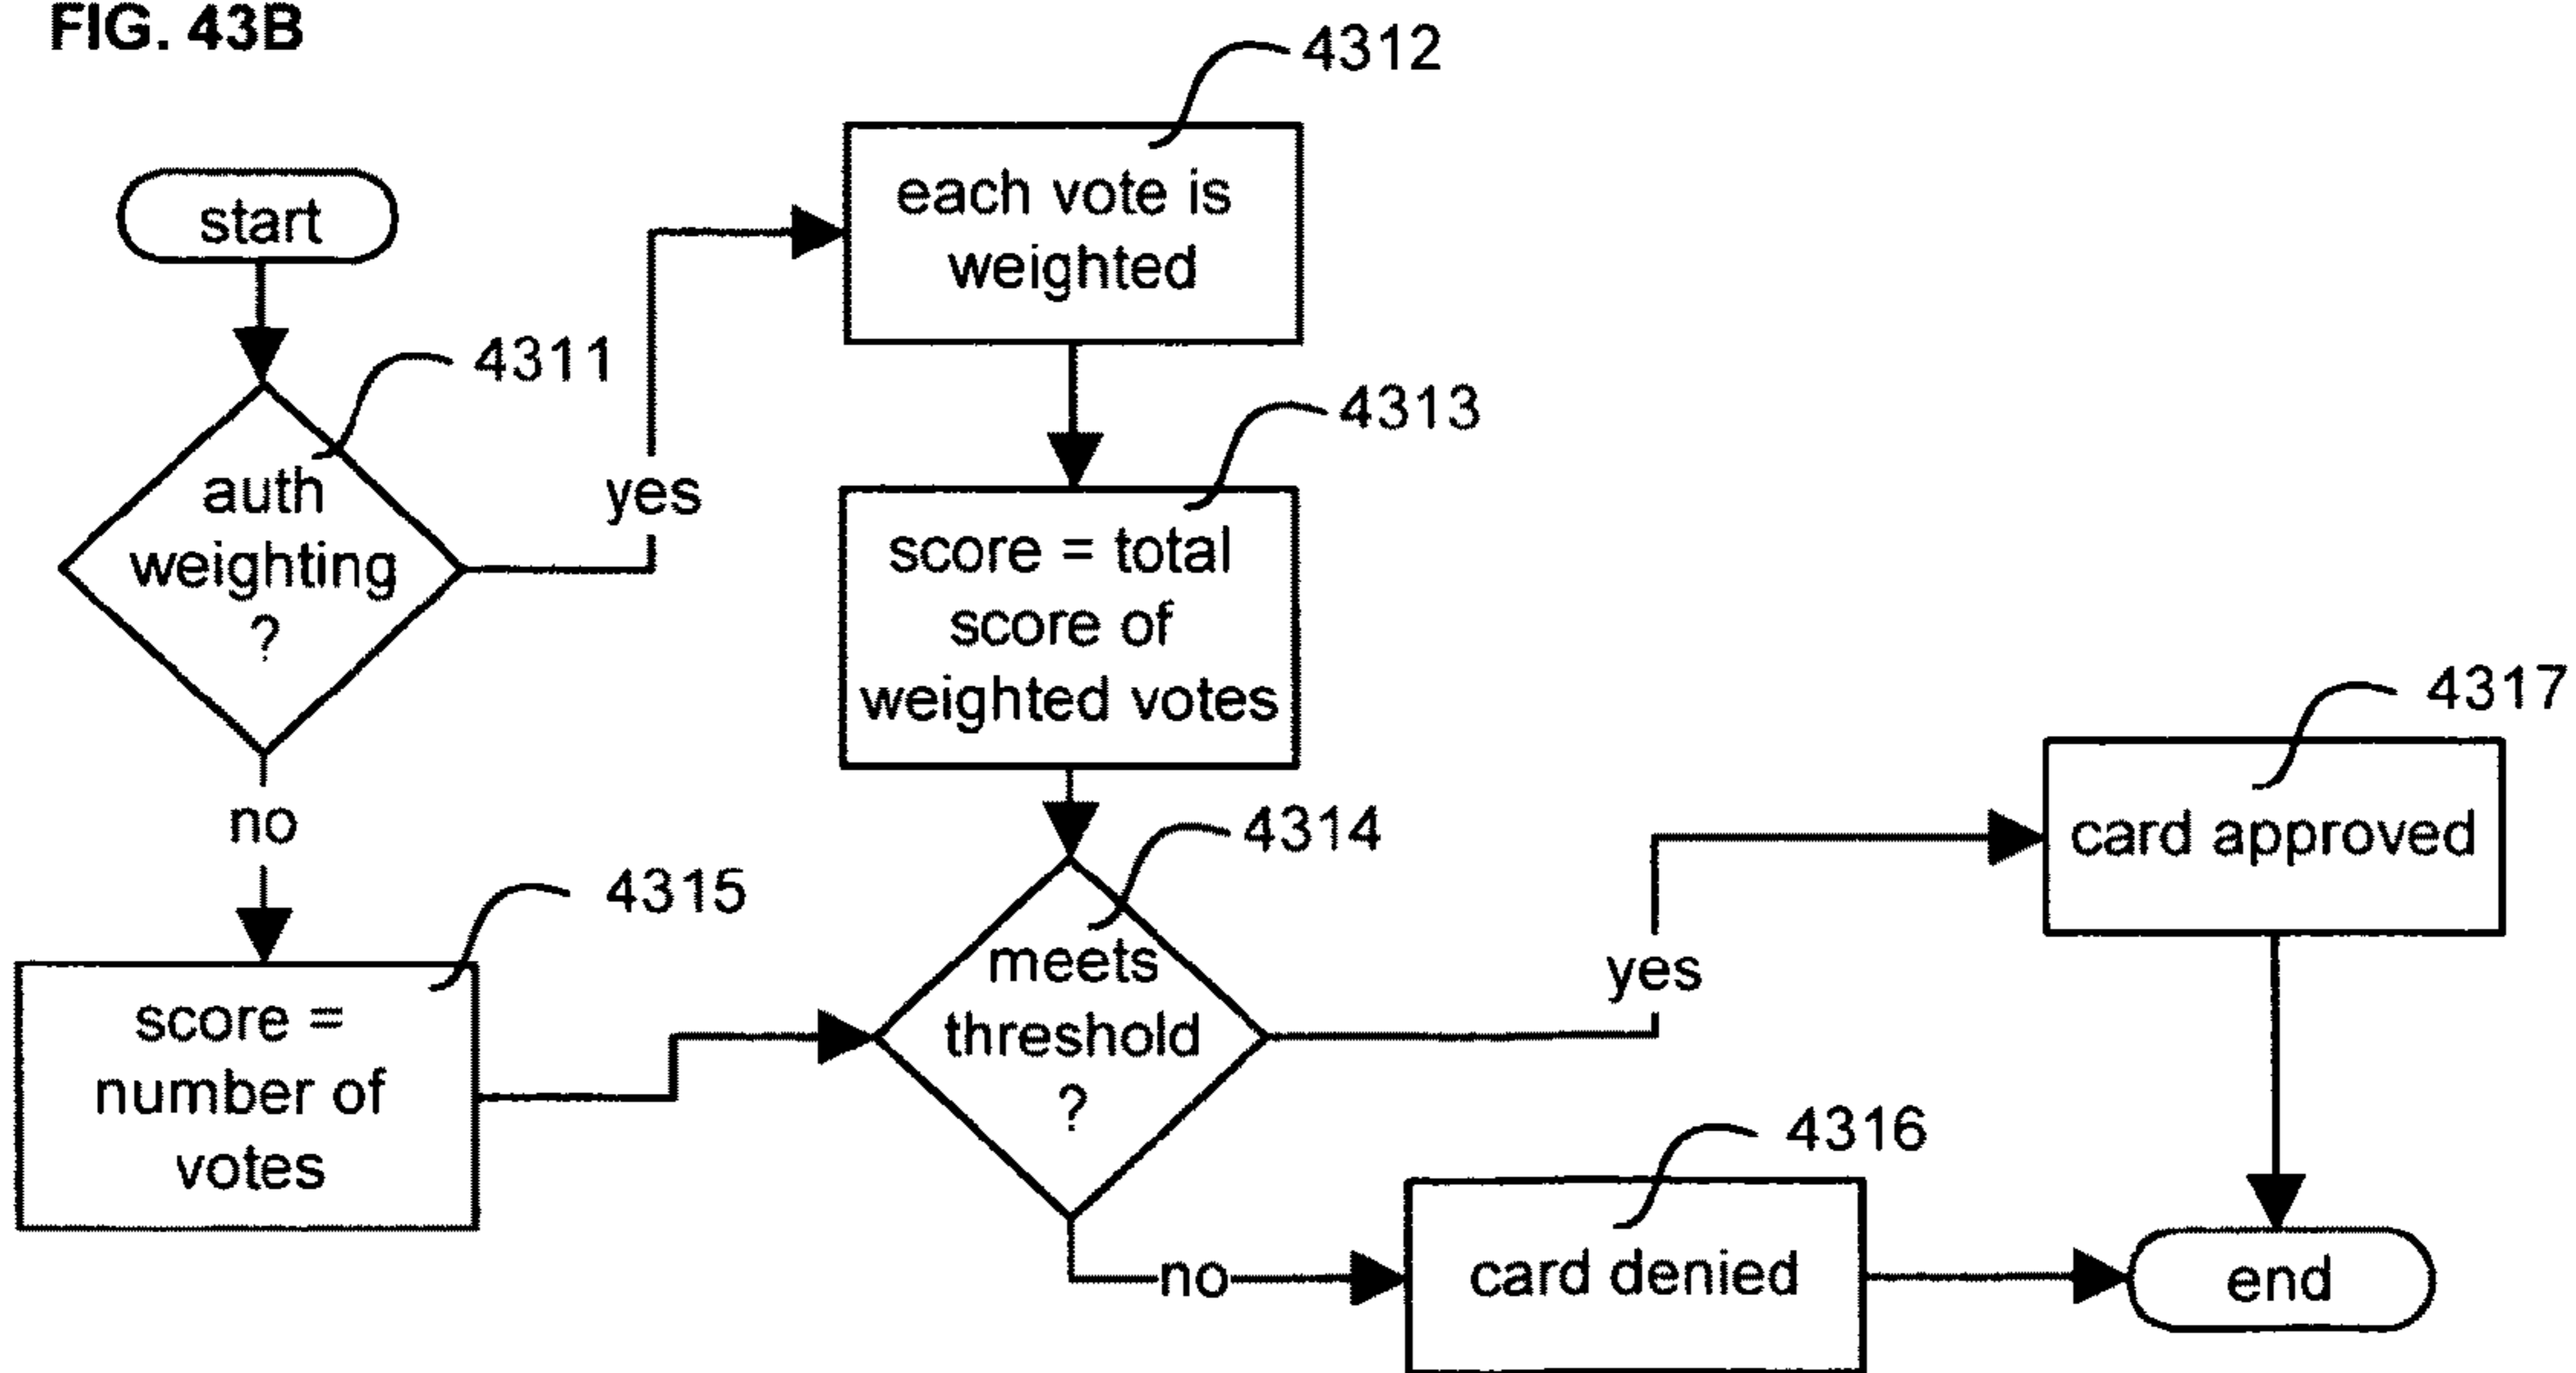 FIG. 43B
4312
each vote is
weighted
start
4311
auth
weighting
?
yes
4313
score = total
score of
weighted votes
no
4315
score =
number of
votes
4314
meets
threshold
?
yes
4317
card approved
no
4316
card denied
end